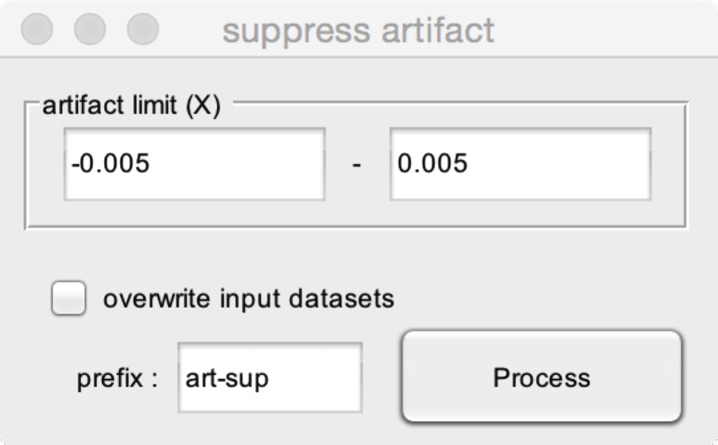 suppress artifact
artifact limit (X)
-0.005 - 0.005
overwrite input datasets
prefix : art-sup Process